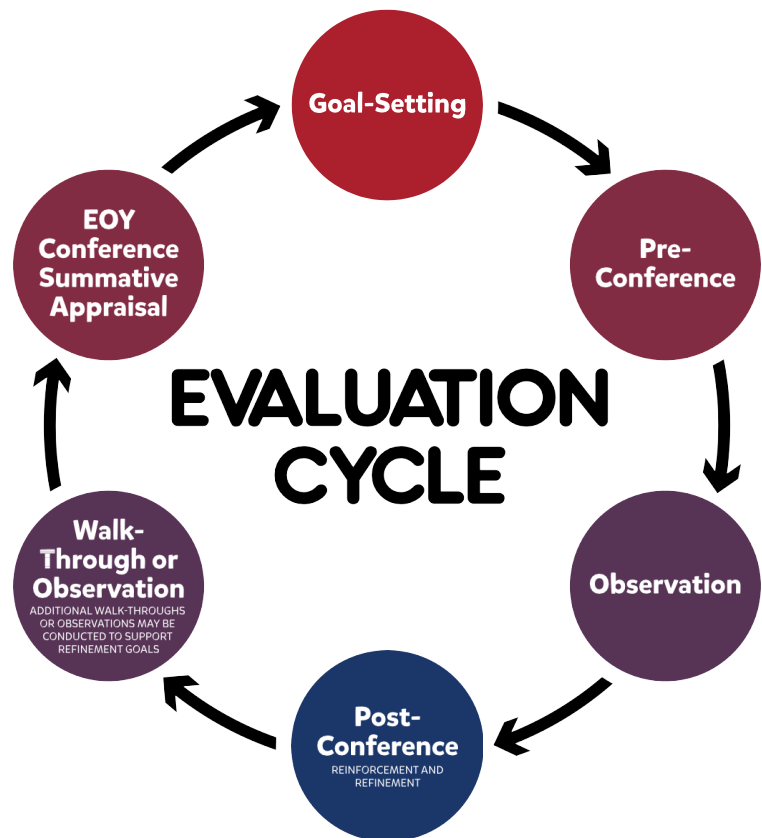 Goal-Setting
Pre-
Conference
Observation
Post-
Conference
REINFORCEMENT AND
REFINEMENT
Walk-
Through or
Observation
ADDITIONAL WALK-THROUGHS
OR OBSERVATIONS MAY BE
CONDUCTED TO SUPPORT
REFINEMENT GOALS
EOY
Conference
Summative
Appraisal
EVALUATION
CYCLE